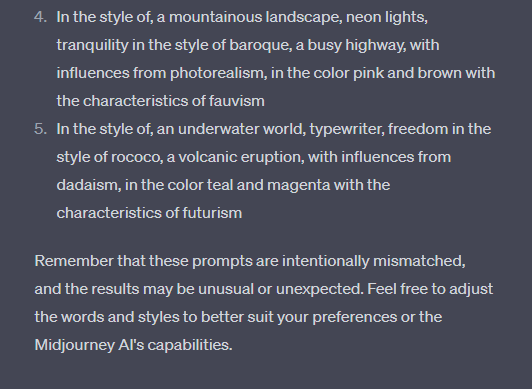 4. In the style of, a mountainous landscape, neon lights,
tranquility in the style of baroque, a busy highway, with
influences from photorealism, in the color pink and brown with
the characteristics of fauvism
5. In the style of, an underwater world, typewriter, freedom in the
style of rococo, a volcanic eruption, with influences from
dadaism, in the color teal and magenta with the
characteristics of futurism
Remember that these prompts are intentionally mismatched,
and the results may be unusual or unexpected. Feel free to adjust
the words and styles to better suit your preferences or the
Midjourney AI's capabilities.